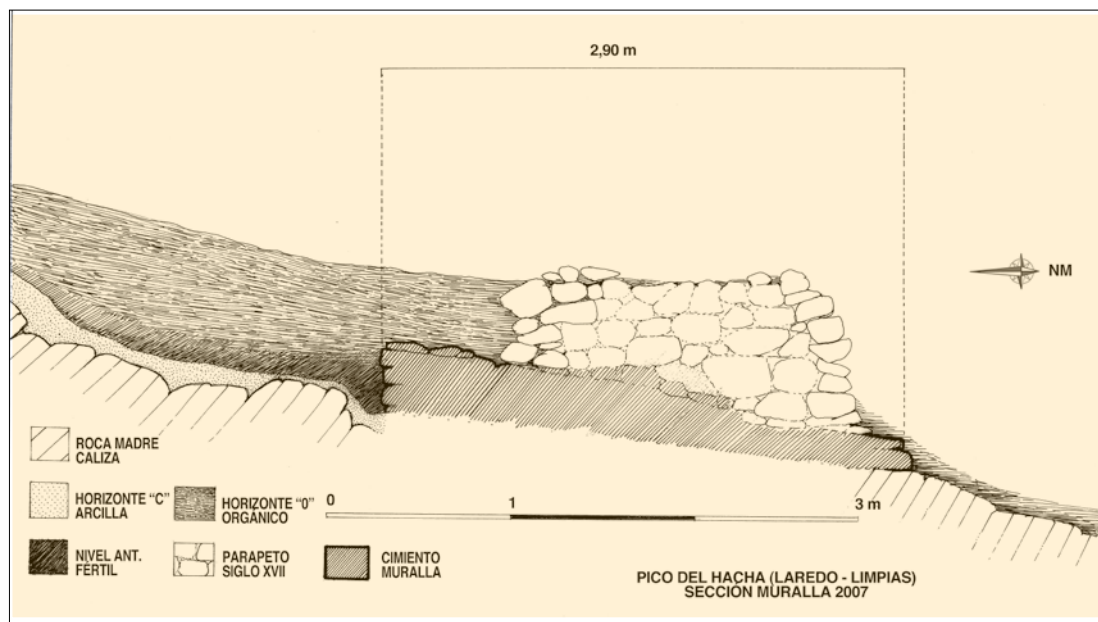 2,90 m
NM
ROCA MADRE
CALIZA
HORIZONTE "C"
ARCILLA
HORIZONTE "0"
ORGÁNICO
0
1
3 m
NIVEL ANT.
FÉRTIL
PARAPETO
SIGLO XVII
CIMIENTO
MURALLA
PICO DEL HACHA (LAREDO - LIMPIAS)
SECCIÓN MURALLA 2007